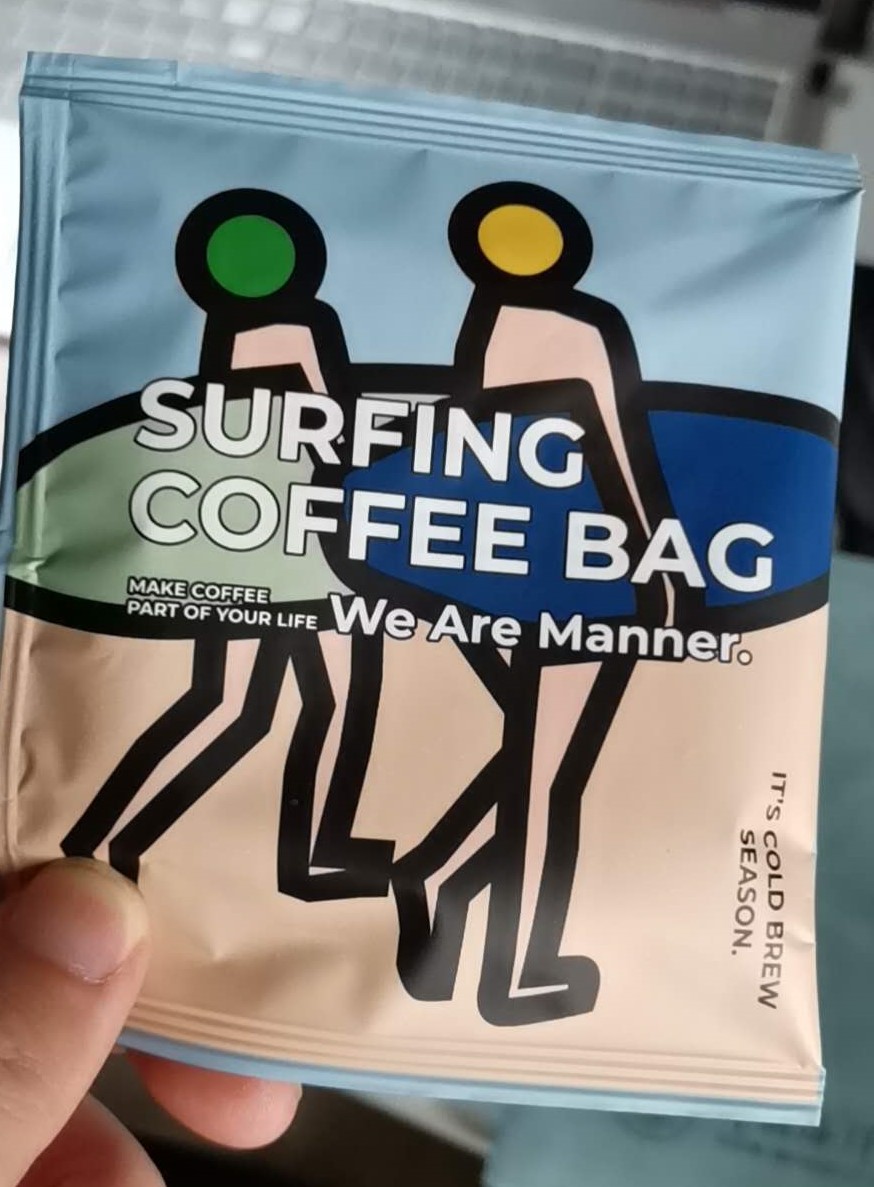 SURFING
COFFEE BAG
MAKE COFFEE
PART OF YOUR LIFE
We Are Manner.
IT'S COLD BREW
SEASON.